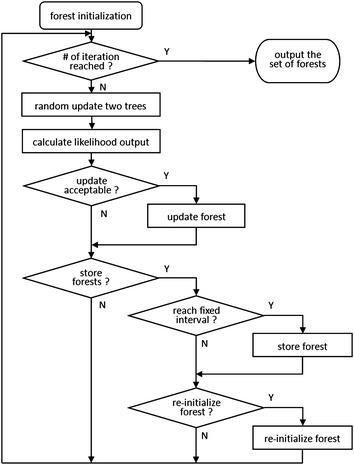 forest initialization
# of iteration
reached ?
Y
output the
set of forests
N
random update two trees
calculate likelihood output
update
acceptable ?
Y
N
update forest
store
forests ?
Y
N
reach fixed
interval ?
Y
N
store forest
re-initialize
forest ?
Y
N
re-initialize forest